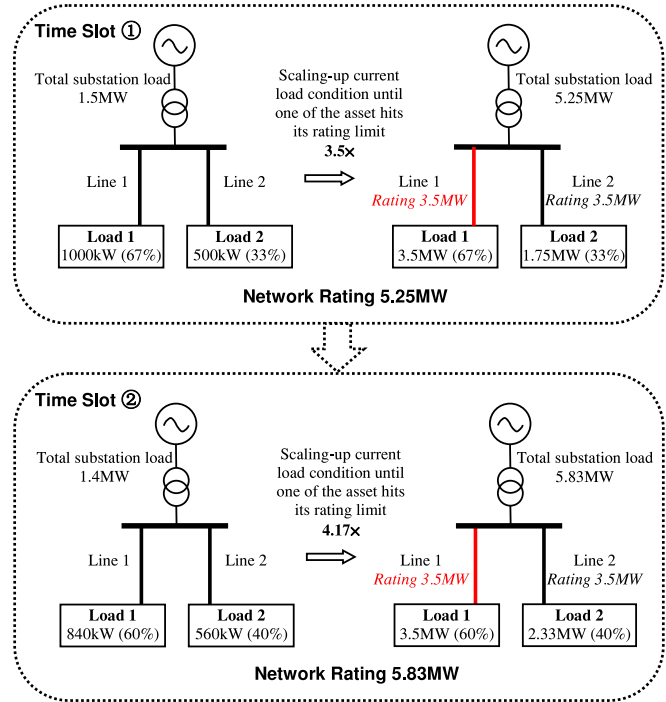 Time Slot ①
Total substation load
1.5MW
Scaling-up current
load condition until
one of the asset hits
its rating limit
3.5×
Total substation load
5.25MW
Line 1
Line 2
Line 1
Rating 3.5MW
Line 2
Rating 3.5MW
Load 1
1000kW (67%)
Load 2
500kW (33%)
Load 1
3.5MW (67%)
Load 2
1.75MW (33%)
Network Rating 5.25MW
Time Slot ②
Total substation load
1.4MW
Scaling-up current
load condition until
one of the asset hits
its rating limit
4.17×
Total substation load
5.83MW
Line 1
Line 2
Line 1
Rating 3.5MW
Line 2
Rating 3.5MW
Load 1
840kW (60%)
Load 2
560kW (40%)
Load 1
3.5MW (60%)
Load 2
2.33MW (40%)
Network Rating 5.83MW